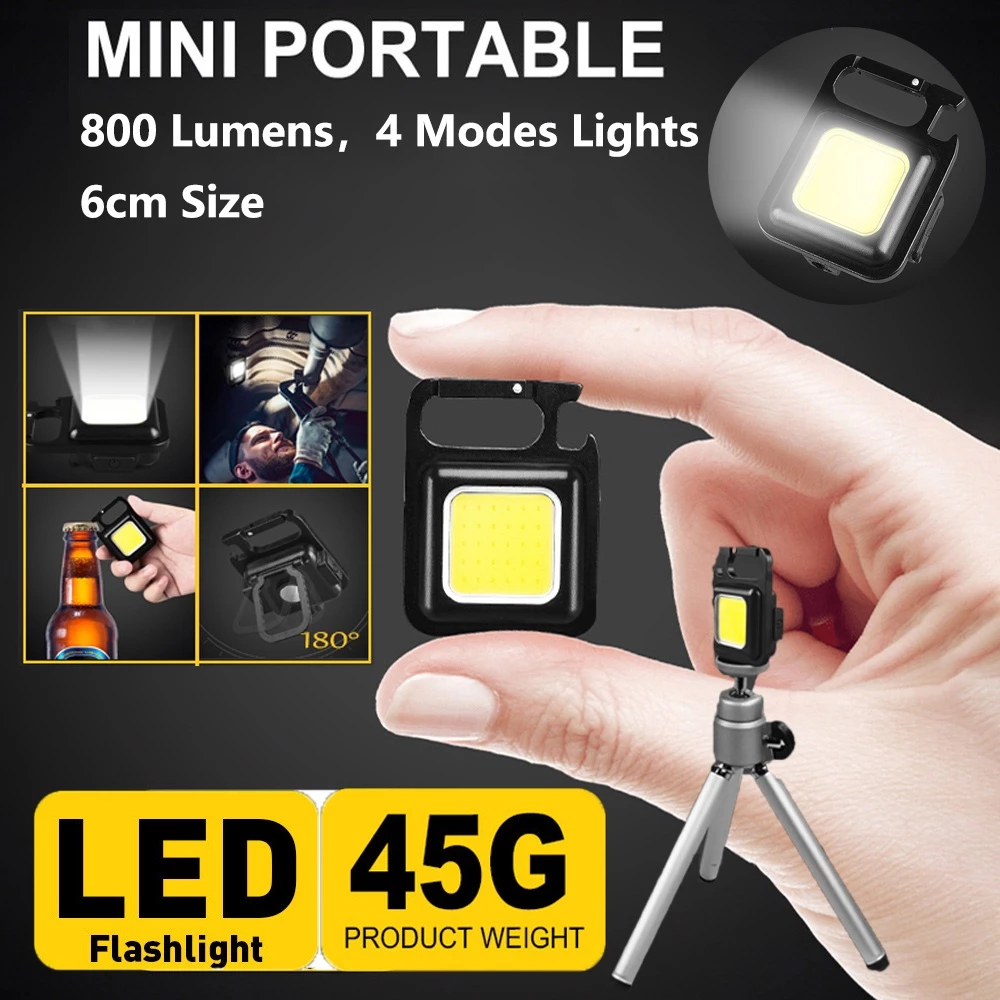 MINI PORTABLE
800 Lumens，4 Modes Lights
6cm Size
180°
LED
Flashlight
45G
PRODUCT WEIGHT